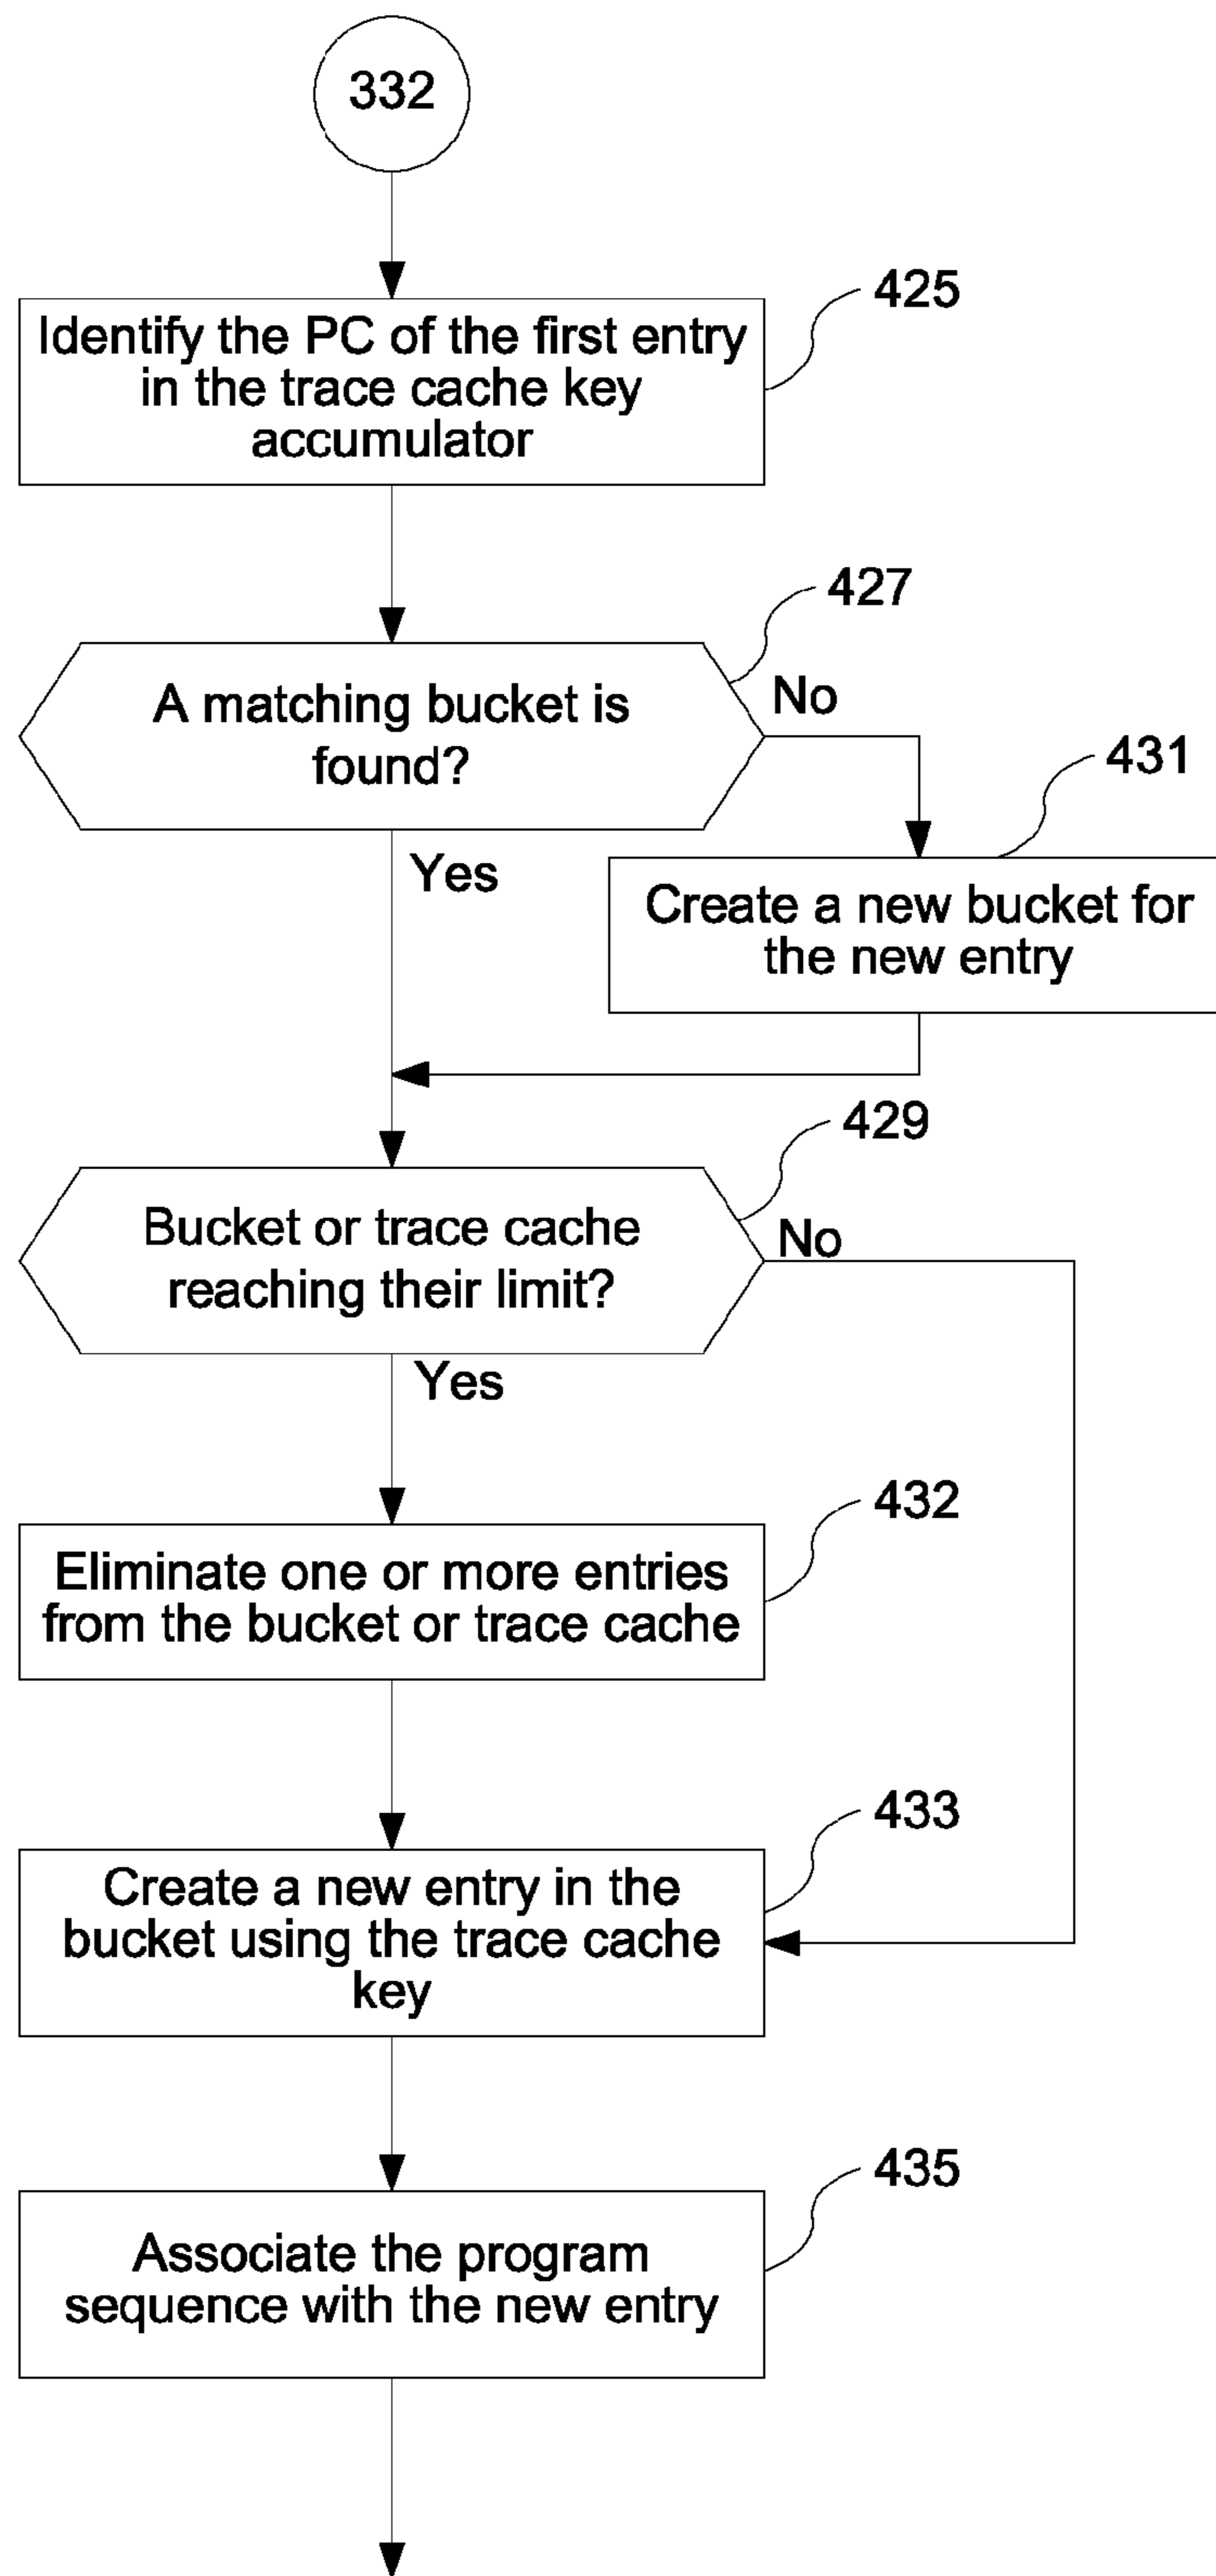 332
425
Identify the PC of the first entry
in the trace cache key
accumulator
427
A matching bucket is
found?
No
431
Yes
Create a new bucket for
the new entry
429
Bucket or trace cache
reaching their limit?
No
Yes
432
Eliminate one or more entries
from the bucket or trace cache
433
Create a new entry in the
bucket using the trace cache
key
435
Associate the program
sequence with the new entry